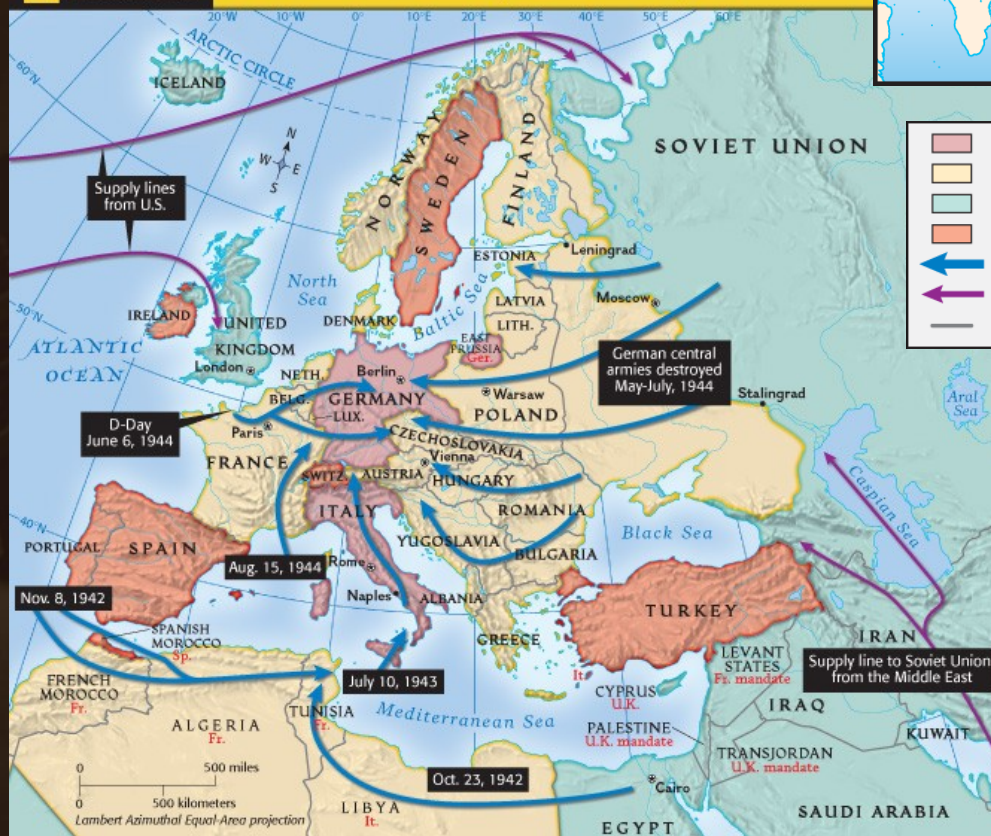 20°W
10°W
0°
10°E
20°E
30°E
40°E
50°E
60°E
60°N
ARCTIC CIRCLE
ICELAND
N
W
E
S
Supply lines
from U.S.
NORWAY
SWEDEN
FINLAND
SOVIET UNION
Leningrad
ESTONIA
North
Sea
Baltic Sea
LATVIA
Moscow
LITH.
50°N
IRELAND
UNITED
KINGDOM
London
DENMARK
EAST
PRUSSIA
Ger.
ATLANTIC
OCEAN
NETH.
Berlin
BELG.
GERMANY
LUX.
Warsaw
POLAND
German central
armies destroyed
May-July, 1944
Stalingrad
Aral
Sea
D-Day
June 6, 1944
Paris
FRANCE
CZECHOSLOVAKIA
Vienna
SWITZ.
AUSTRIA
HUNGARY
ROMANIA
Caspian Sea
ITALY
40°N
PORTUGAL
SPAIN
YUGOSLAVIA
BULGARIA
Black Sea
Aug. 15, 1944
Rome
Naples
ALBANIA
Nov. 8, 1942
TURKEY
GREECE
SPANISH
MOROCCO
Sp.
IRAN
Supply line to Soviet Union
from the Middle East
LEVANT
STATES
Fr. mandate
FRENCH
MOROCCO
Fr.
July 10, 1943
It.
CYPRUS
U.K.
IRAQ
TUNISIA
Fr.
Mediterranean Sea
ALGERIA
Fr.
PALESTINE
U.K. mandate
KUWAIT
TRANSJORDAN
U.K. mandate
0
500 miles
0
500 kilometers
Lambert Azimuthal Equal-Area projection
Oct. 23, 1942
LIBYA
It.
Cairo
EGYPT
SAUDI ARABIA